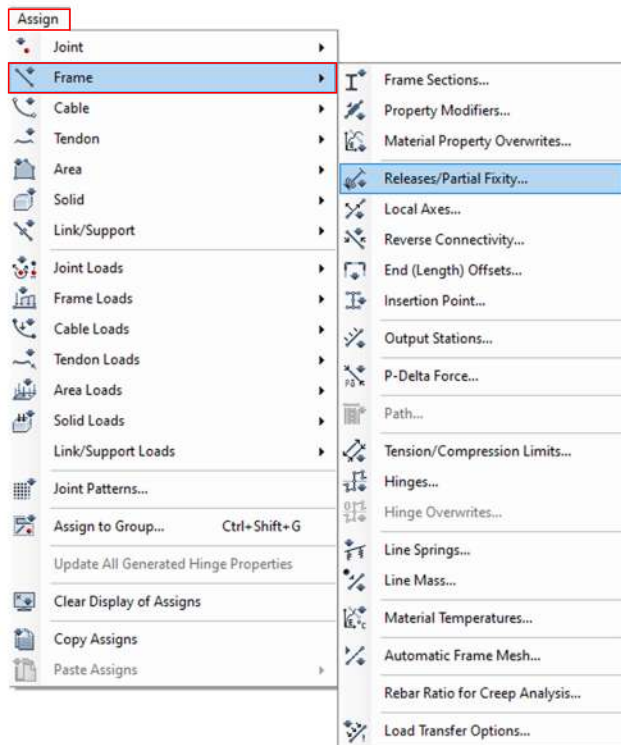 Assign
Joint
Frame
Cable
Tendon
Area
Solid
Link/Support
Joint Loads
Frame Loads
Cable Loads
Tendon Loads
Area Loads
Solid Loads
Link/Support Loads
Joint Patterns...
Assign to Group... Ctrl+Shift+G
Update All Generated Hinge Properties
Clear Display of Assigns
Copy Assigns
Paste Assigns
Frame Sections...
Property Modifiers...
Material Property Overwrites...
Releases/Partial Fixity...
Local Axes...
Reverse Connectivity...
End (Length) Offsets...
Insertion Point...
Output Stations...
P-Delta Force...
Path...
Tension/Compression Limits...
Hinges...
Hinge Overwrites...
Line Springs...
Line Mass...
Material Temperatures...
Automatic Frame Mesh...
Rebar Ratio for Creep Analysis...
Load Transfer Options...